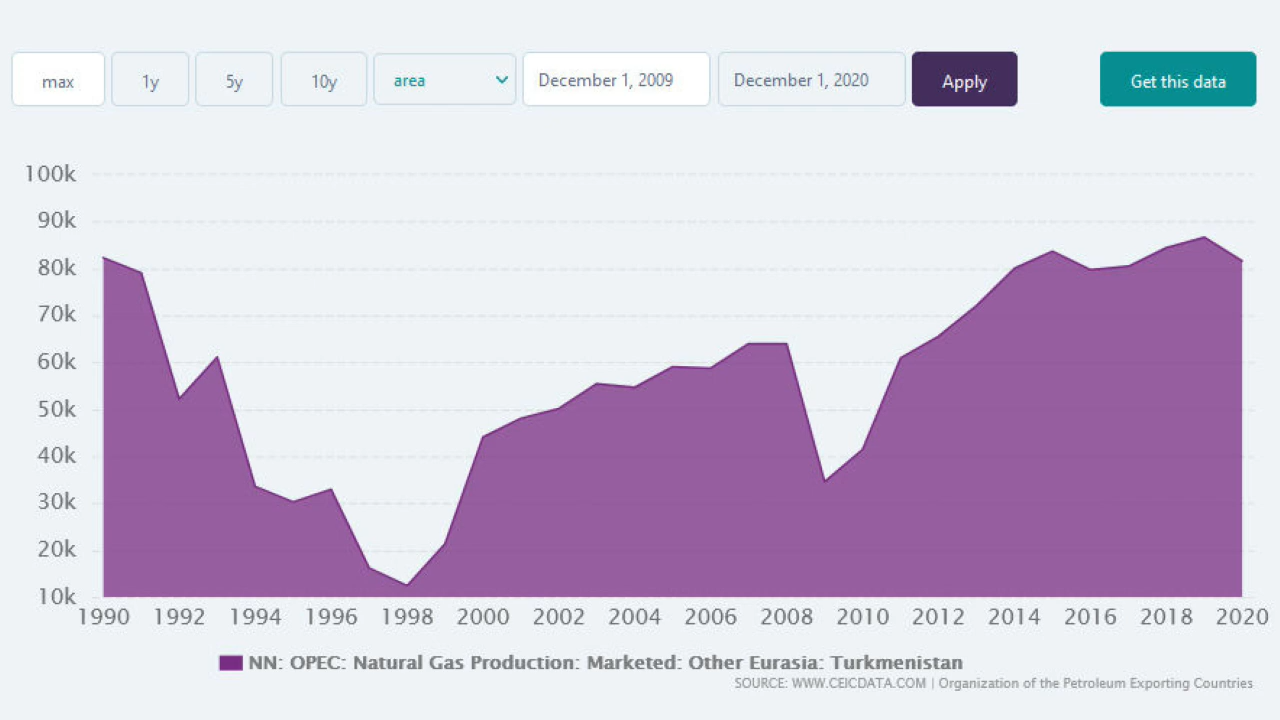 max 1y 5y 10y area December 1, 2009 December 1, 2020 Apply Get this data
100k
90k
80k
70k
60k
50k
40k
30k
20k
10k
1990 1992 1994 1996 1998 2000 2002 2004 2006 2008 2010 2012 2014 2016 2018 2020
NN: OPEC: Natural Gas Production: Marketed: Other Eurasia: Turkmenistan
SOURCE: WWW.CEICDATA.COM | Organization of the Petroleum Exporting Countries